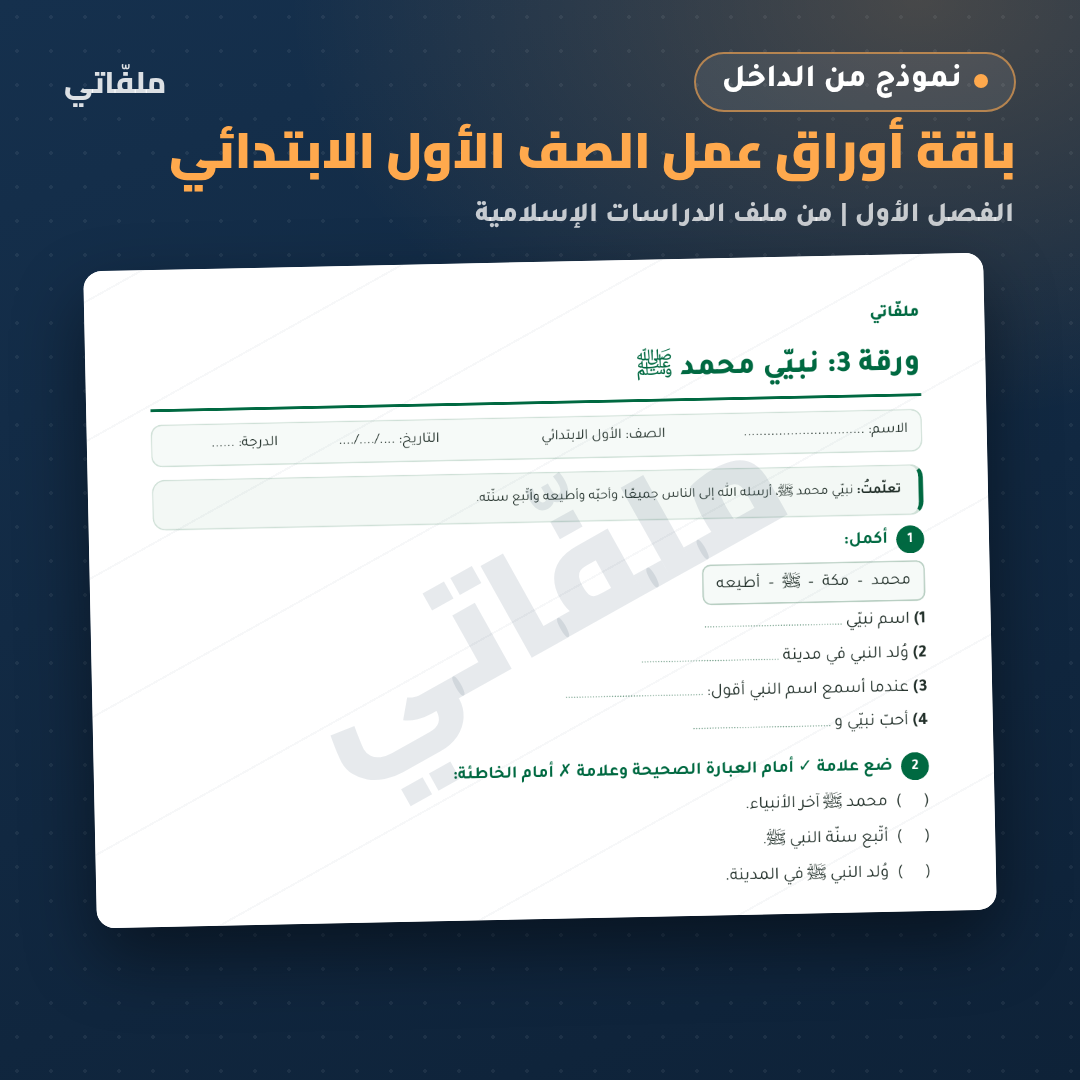 نموذج من الداخل
ملفّاتي
باقة أوراق عمل الصف الأول الابتدائي
الفصل الأول | من ملف الدراسات الإسلامية
ملفّاتي
ورقة 3: نبيّي محمد ﷺ
الاسم: .............................. الصف: الأول الابتدائي التاريخ: ..../..../.... الدرجة: ......
تعلّمتُ: نبيّي محمد ﷺ، أرسله الله إلى الناس جميعًا. وأحبّه وأطيعه وأتّبع سنّته.
1 أكمل:
محمد - مكة - ﷺ - أطيعه
1) اسم نبيّي ..............................
2) وُلد النبي في مدينة ..............................
3) عندما أسمع اسم النبي أقول: ..............................
4) أحبّ نبيّي و ..............................
2 ضع علامة ✓ أمام العبارة الصحيحة وعلامة ✗ أمام الخاطئة:
( ) محمد ﷺ آخر الأنبياء.
( ) أتّبع سنّة النبي ﷺ.
( ) وُلد النبي ﷺ في المدينة.
ملفّاتي